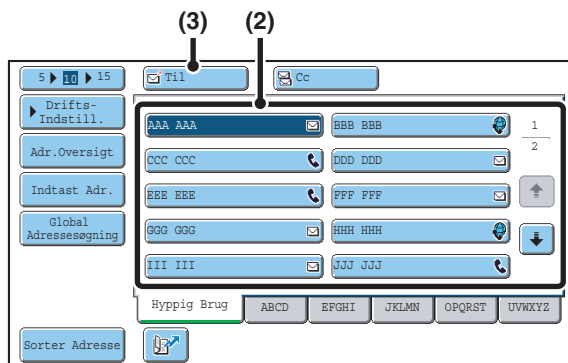 (3)
(2)
5 10 15
Til
Cc
Drifts-
Indstill.
Adr.Oversigt
Indtast Adr.
Global
Adressesøgning
AAA AAA
BBB BBB
CCC CCC
DDD DDD
EEE EEE
FFF FFF
GGG GGG
HHH HHH
III III
JJJ JJJ
1
2
Hyppig Brug
ABCD
EFGHI
JKLMN
OPQRST
UVWXYZ
Sorter Adresse